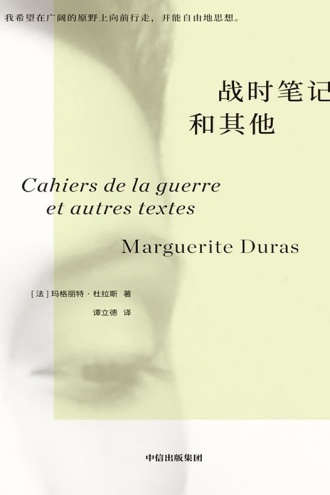 我希望在广阔的原野上向前行走，并能自由地思想。
战时笔记
和其他
Cahiers de la guerre
et autres textes
Marguerite Duras
[法]玛格丽特·杜拉斯 著
谭立德 译
中信出版集团